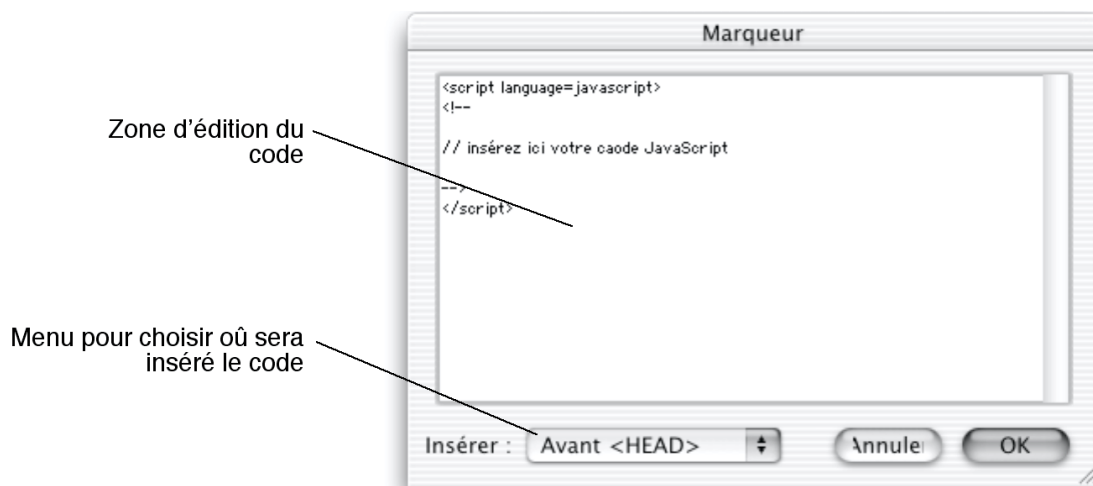 Marqueur
<script language=javascript>
<!--
Zone d'édition du
code
// insérez ici votre caode JavaScript
-->
</script>
Menu pour choisir oû sera
inséré le code
Insérer : Avant <HEAD> Annuler OK